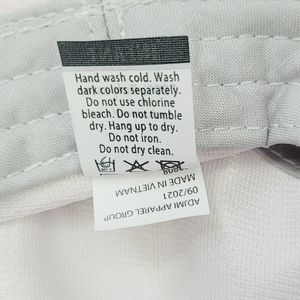 Hand wash cold. Wash
dark colors separately.
Do not use chlorine
bleach. Do not tumble
dry. Hang up to dry.
Do not iron.
Do not dry clean.
ADJMI APPAREL GROUP
09/2021
MADE IN VIETNAM